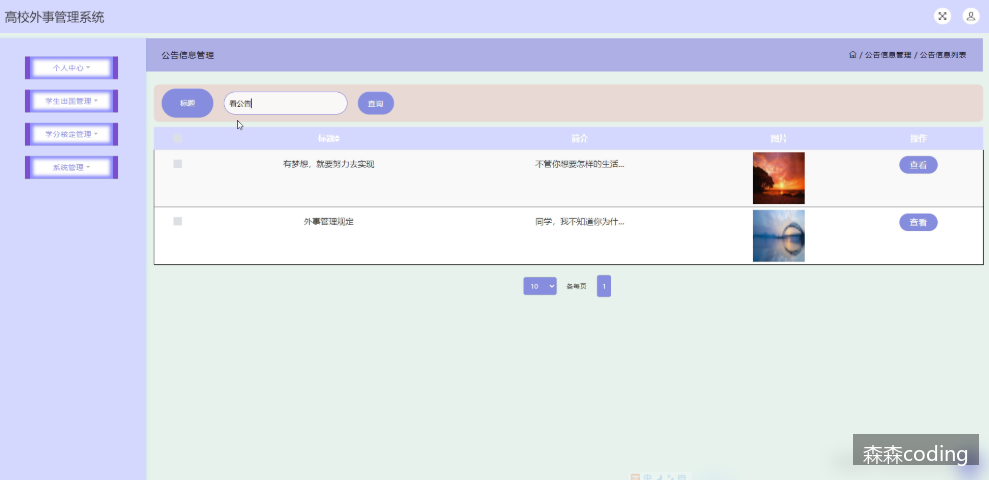 高校外事管理系统
个人中心
学生出国管理
学分核定管理
系统管理
公告信息管理
/ 公告信息管理 / 公告信息列表
标题
看公告
查询
标题
简介
图片
操作
有梦想，就要努力去实现
不管你想要怎样的生活...
查看
外事管理规定
同学，我不知道你为什...
查看
10
条每页
1
森森coding